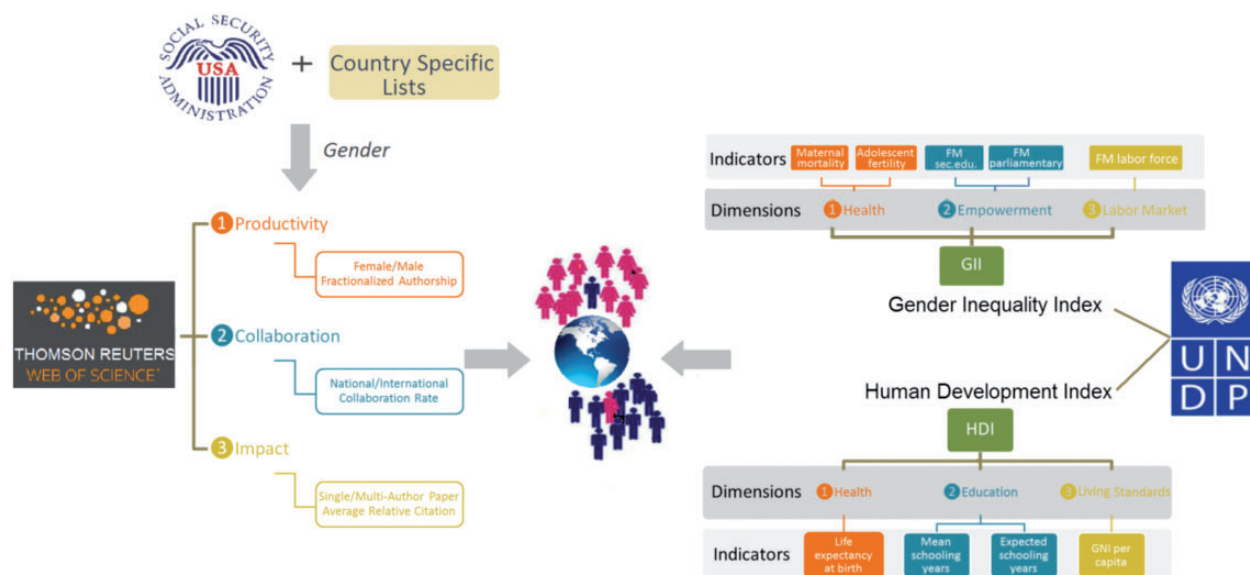 SOCIAL SECURITY
USA
ADMINISTRATION
+
Country Specific
Lists
Gender
1 Productivity
Female/Male
Fractionalized Authorship
THOMSON REUTERS
WEB OF SCIENCE™
2 Collaboration
National/International
Collaboration Rate
3 Impact
Single/Multi-Author Paper
Average Relative Citation
Indicators
Maternal
mortality
Adolescent
fertility
FM
sec.edu.
FM
parliamentary
FM labor force
Dimensions
1 Health
2 Empowerment
3 Labor Market
GII
Gender Inequality Index
U N
D P
Human Development Index
HDI
Dimensions
1 Health
2 Education
3 Living Standards
Indicators
Life
expectancy
at birth
Mean
schooling
years
Expected
schooling
years
GNI per
capita